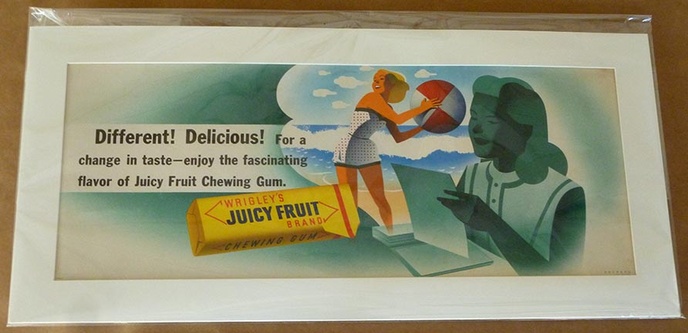 Different! Delicious! For a
change in taste—enjoy the fascinating
flavor of Juicy Fruit Chewing Gum.
WRIGLEY'S
JUICY FRUIT
BRAND
CHEWING GUM